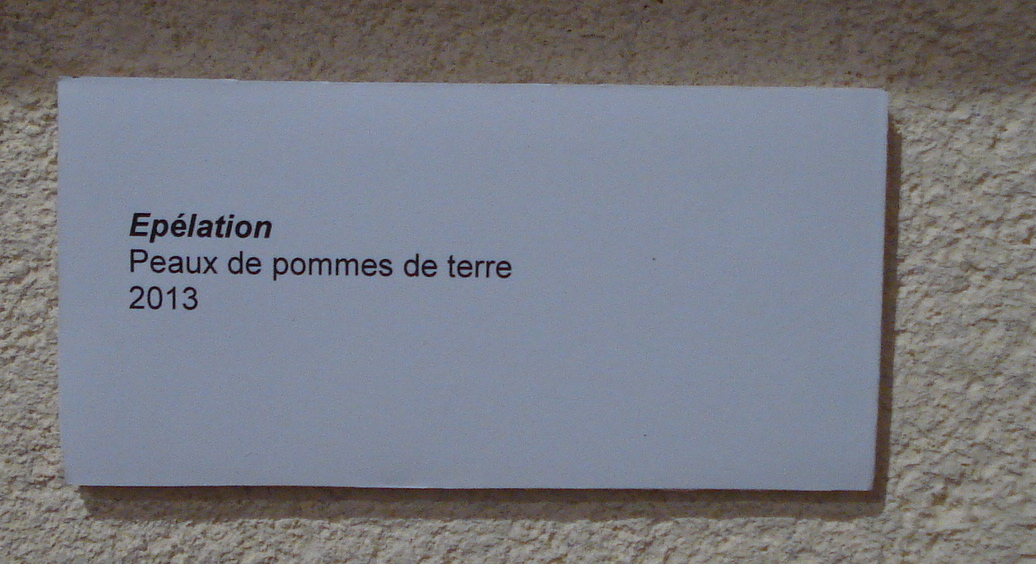 Epélation
Peaux de pommes de terre
2013